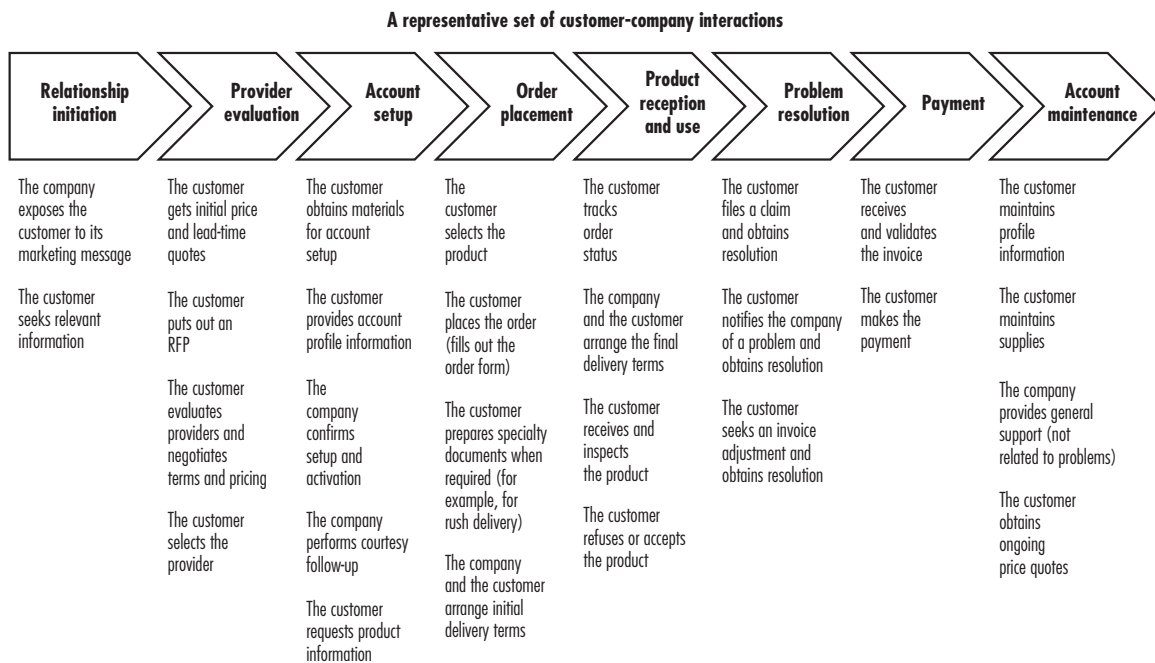 A representative set of customer-company interactions
Relationship
initiation
Provider
evaluation
Account
setup
Order
placement
Product
reception
and use
Problem
resolution
Payment
Account
maintenance
The company
exposes the
customer to its
marketing message
The customer
seeks relevant
information
The customer
gets initial price
and lead-time
quotes
The customer
puts out an
RFP
The customer
evaluates
providers and
negotiates
terms and pricing
The customer
selects the
provider
The customer
obtains materials
for account
setup
The customer
provides account
profile information
The
company
confirms
setup and
activation
The company
performs courtesy
follow-up
The customer
requests product
information
The
customer
selects the
product
The customer
places the order
(fills out the
order form)
The customer
prepares specialty
documents when
required (for
example, for
rush delivery)
The company
and the customer
arrange initial
delivery terms
The customer
tracks
order
status
The company
and the customer
arrange the final
delivery terms
The customer
receives and
inspects
the product
The customer
refuses or accepts
the product
The customer
files a claim
and obtains
resolution
The customer
notifies the company
of a problem and
obtains resolution
The customer
seeks an invoice
adjustment and
obtains resolution
The customer
receives
and validates
the invoice
The customer
makes the
payment
The customer
maintains
profile
information
The customer
maintains
supplies
The company
provides general
support (not
related to problems)
The customer
obtains
ongoing
price quotes